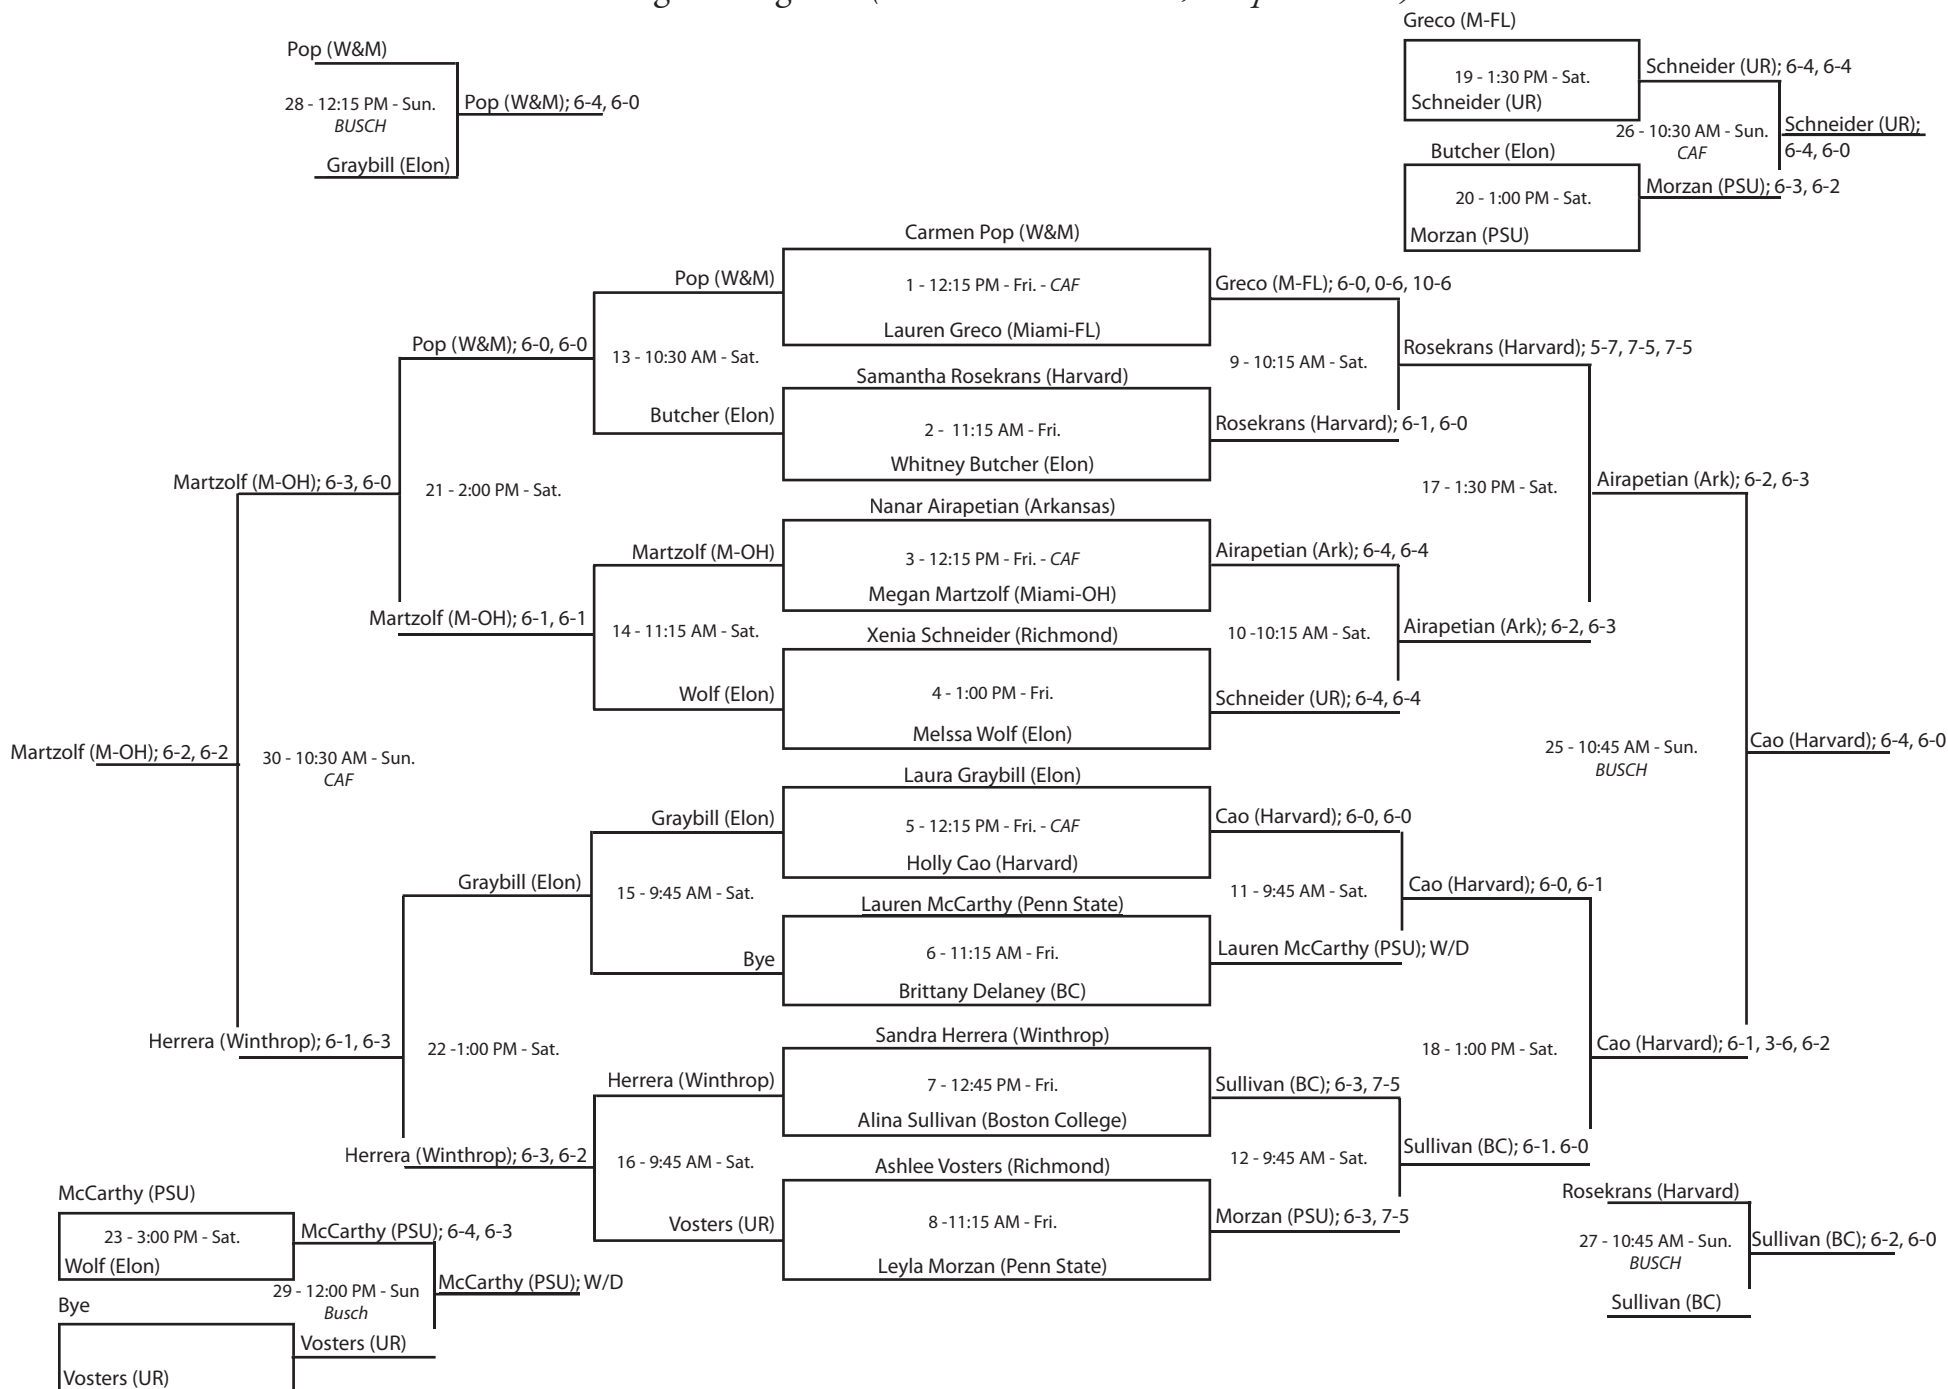 Greco (M-FL)
Pop (W&M)
28 - 12:15 PM - Sun.
BUSCH
Pop (W&M); 6-4, 6-0
Graybill (Elon)
19 - 1:30 PM - Sat.
Schneider (UR)
Schneider (UR); 6-4, 6-4
26 - 10:30 AM - Sun.
CAF
Schneider (UR);
6-4, 6-0
Butcher (Elon)
20 - 1:00 PM - Sat.
Morzan (PSU)
Morzan (PSU); 6-3, 6-2
Carmen Pop (W&M)
Pop (W&M)
1 - 12:15 PM - Fri. - CAF
Greco (M-FL); 6-0, 0-6, 10-6
Lauren Greco (Miami-FL)
Pop (W&M); 6-0, 6-0
13 - 10:30 AM - Sat.
9 - 10:15 AM - Sat.
Rosekrans (Harvard); 5-7, 7-5, 7-5
Samantha Rosekrans (Harvard)
Butcher (Elon)
2 - 11:15 AM - Fri.
Rosekrans (Harvard); 6-1, 6-0
Whitney Butcher (Elon)
Martzolf (M-OH); 6-3, 6-0
21 - 2:00 PM - Sat.
17 - 1:30 PM - Sat.
Airapetian (Ark); 6-2, 6-3
Nanar Airapetian (Arkansas)
Martzolf (M-OH)
3 - 12:15 PM - Fri. - CAF
Airapetian (Ark); 6-4, 6-4
Megan Martzolf (Miami-OH)
Martzolf (M-OH); 6-1, 6-1
14 - 11:15 AM - Sat.
Xenia Schneider (Richmond)
10 -10:15 AM - Sat.
Airapetian (Ark); 6-2, 6-3
Wolf (Elon)
4 - 1:00 PM - Fri.
Schneider (UR); 6-4, 6-4
Melssa Wolf (Elon)
Martzolf (M-OH); 6-2, 6-2
30 - 10:30 AM - Sun.
CAF
25 - 10:45 AM - Sun.
BUSCH
Cao (Harvard); 6-4, 6-0
Laura Graybill (Elon)
Graybill (Elon)
5 - 12:15 PM - Fri. - CAF
Cao (Harvard); 6-0, 6-0
Holly Cao (Harvard)
Graybill (Elon)
15 - 9:45 AM - Sat.
11 - 9:45 AM - Sat.
Cao (Harvard); 6-0, 6-1
Lauren McCarthy (Penn State)
Bye
6 - 11:15 AM - Fri.
Lauren McCarthy (PSU); W/D
Brittany Delaney (BC)
Herrera (Winthrop); 6-1, 6-3
22 -1:00 PM - Sat.
18 - 1:00 PM - Sat.
Cao (Harvard); 6-1, 3-6, 6-2
Sandra Herrera (Winthrop)
Herrera (Winthrop)
7 - 12:45 PM - Fri.
Sullivan (BC); 6-3, 7-5
Alina Sullivan (Boston College)
Herrera (Winthrop); 6-3, 6-2
16 - 9:45 AM - Sat.
12 - 9:45 AM - Sat.
Sullivan (BC); 6-1. 6-0
Ashlee Vosters (Richmond)
Vosters (UR)
8 -11:15 AM - Fri.
Morzan (PSU); 6-3, 7-5
Leyla Morzan (Penn State)
McCarthy (PSU)
23 - 3:00 PM - Sat.
Wolf (Elon)
McCarthy (PSU); 6-4, 6-3
29 - 12:00 PM - Sun
Busch
McCarthy (PSU); W/D
Bye
Vosters (UR)
Vosters (UR)
Rosekrans (Harvard)
27 - 10:45 AM - Sun.
BUSCH
Sullivan (BC); 6-2, 6-0
Sullivan (BC)